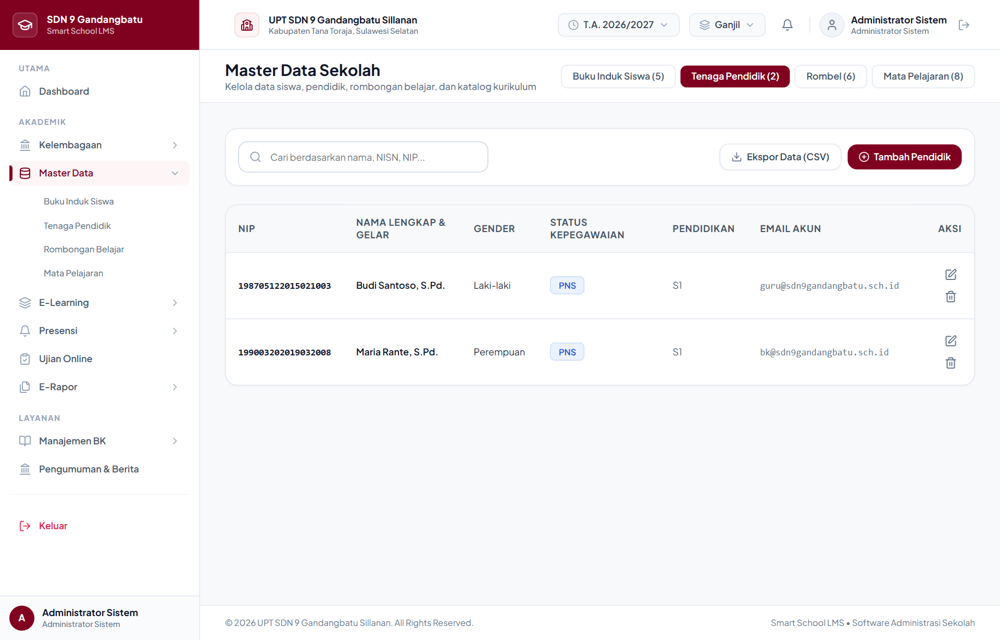 SDN 9 Gandangbatu
Smart School LMS
UPT SDN 9 Gandangbatu Sillanan
Kabupaten Tana Toraja, Sulawesi Selatan
T.A. 2026/2027
Ganjil
Administrator Sistem
Administrator Sistem
UTAMA
Dashboard
AKADEMIK
Kelembagaan
Master Data
Buku Induk Siswa
Tenaga Pendidik
Rombongan Belajar
Mata Pelajaran
E-Learning
Presensi
Ujian Online
E-Rapor
LAYANAN
Manajemen BK
Pengumuman & Berita
Keluar
A
Administrator Sistem
Administrator Sistem
Master Data Sekolah
Kelola data siswa, pendidik, rombongan belajar, dan katalog kurikulum
Buku Induk Siswa (5)
Tenaga Pendidik (2)
Rombel (6)
Mata Pelajaran (8)
Cari berdasarkan nama, NISN, NIP...
Ekspor Data (CSV)
Tambah Pendidik
NIP
NAMA LENGKAP &
GELAR
GENDER
STATUS
KEPEGAWAIAN
PENDIDIKAN
EMAIL AKUN
AKSI
198705122015021003
Budi Santoso, S.Pd.
Laki-laki
PNS
S1
guru@sdn9gandangbatu.sch.id
199003202019032008
Maria Rante, S.Pd.
Perempuan
PNS
S1
bk@sdn9gandangbatu.sch.id
© 2026 UPT SDN 9 Gandangbatu Sillanan. All Rights Reserved.
Smart School LMS • Software Administrasi Sekolah